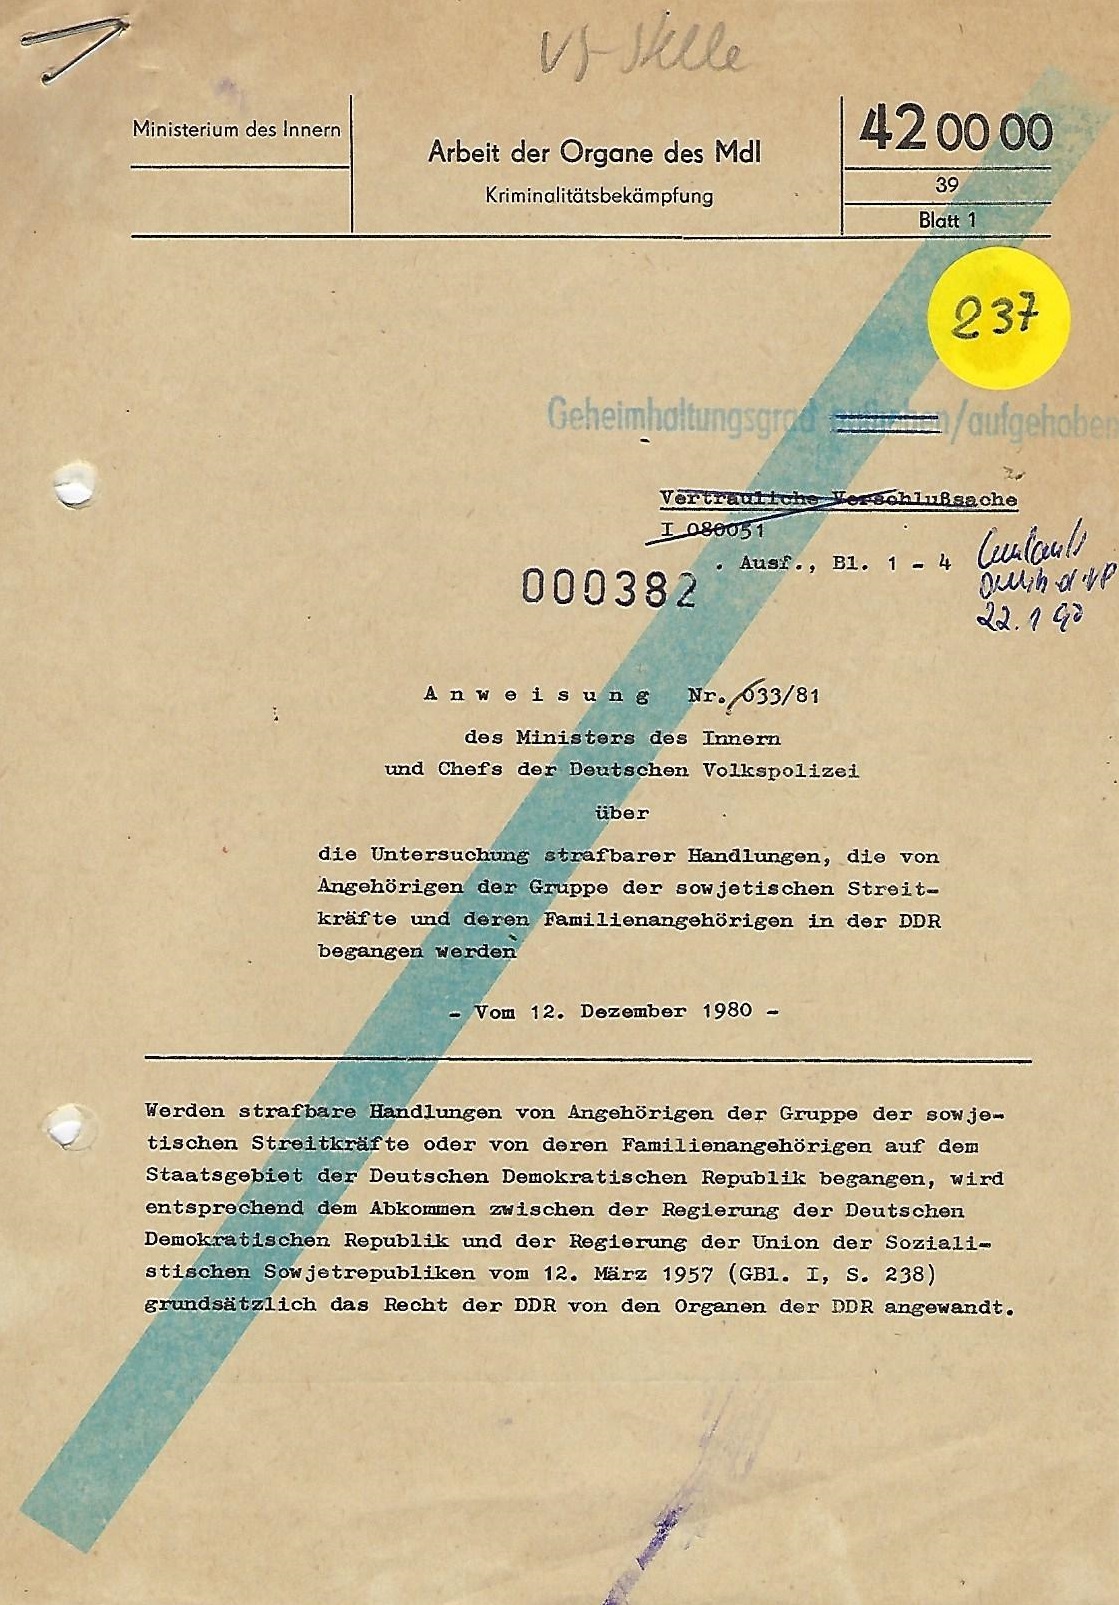 VS-Stelle
Ministerium des Innern
Arbeit der Organe des MdI
Kriminalitätsbekämpfung
42 00 00
39
Blatt 1
237
Geheimhaltungsgrad aufheben/aufgehoben
Vertrauliche Verschlußsache
I 080051
. Ausf., Bl. 1 - 4
000382
22.1 90
A n w e i s u n g Nr. 033/81
des Ministers des Innern
und Chefs der Deutschen Volkspolizei
über
die Untersuchung strafbarer Handlungen, die von
Angehörigen der Gruppe der sowjetischen Streit-
kräfte und deren Familienangehörigen in der DDR
begangen werden
- Vom 12. Dezember 1980 -
Werden strafbare Handlungen von Angehörigen der Gruppe der sowje-
tischen Streitkräfte oder von deren Familienangehörigen auf dem
Staatsgebiet der Deutschen Demokratischen Republik begangen, wird
entsprechend dem Abkommen zwischen der Regierung der Deutschen
Demokratischen Republik und der Regierung der Union der Soziali-
stischen Sowjetrepubliken vom 12. März 1957 (GBl. I, S. 238)
grundsätzlich das Recht der DDR von den Organen der DDR angewandt.